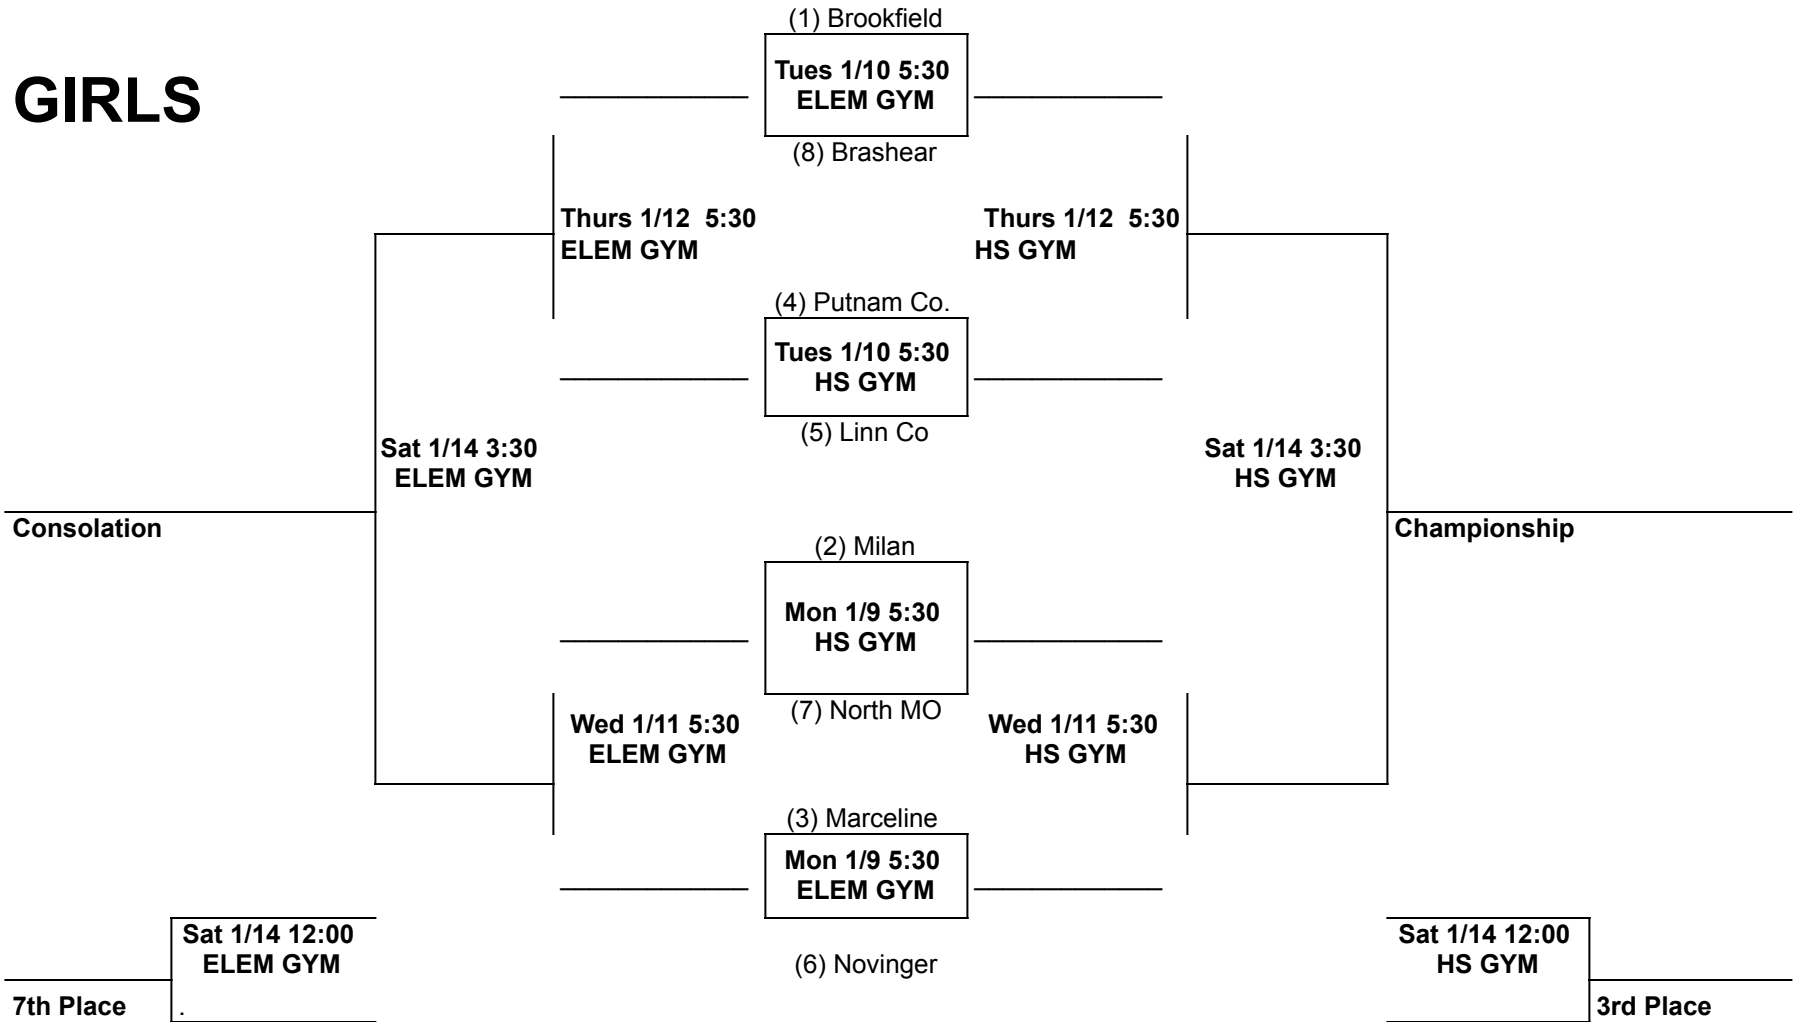 (1) Brookfield
GIRLS
Tues 1/10 5:30
ELEM GYM
(8) Brashear
Thurs 1/12  5:30
ELEM GYM
Thurs 1/12  5:30
HS GYM
(4) Putnam Co.
Tues 1/10 5:30
HS GYM
(5) Linn Co
Sat 1/14 3:30
ELEM GYM
Sat 1/14 3:30
HS GYM
Consolation
Championship
(2) Milan
Mon 1/9 5:30
HS GYM
(7) North MO
Wed 1/11 5:30
ELEM GYM
Wed 1/11 5:30
HS GYM
(3) Marceline
Mon 1/9 5:30
ELEM GYM
(6) Novinger
Sat 1/14 12:00
ELEM GYM
.
7th Place
Sat 1/14 12:00
HS GYM
3rd Place